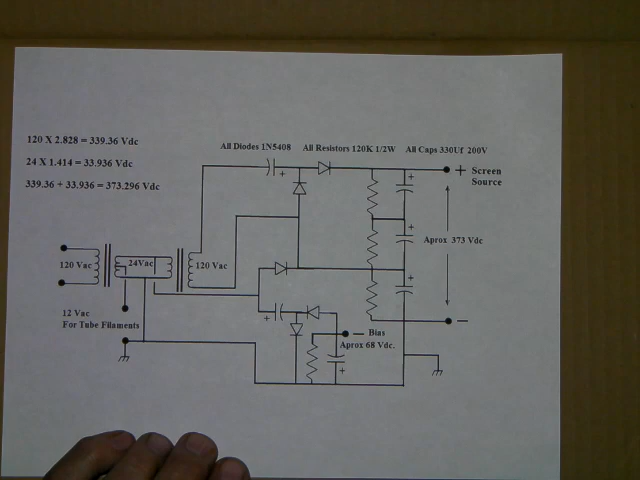 120 X 2.828 = 339.36 Vdc
24 X 1.414 = 33.936 Vdc
339.36 + 33.936 = 373.296 Vdc
All Diodes 1N5408 All Resistors 120K 1/2W All Caps 330Uf 200V
+
+ Screen
Source
+
+
Aprox 373 Vdc
120 Vac
24Vac
120 Vac
+
12 Vac
For Tube Filaments
+
−
− Bias
Aprox 68 Vdc.
+